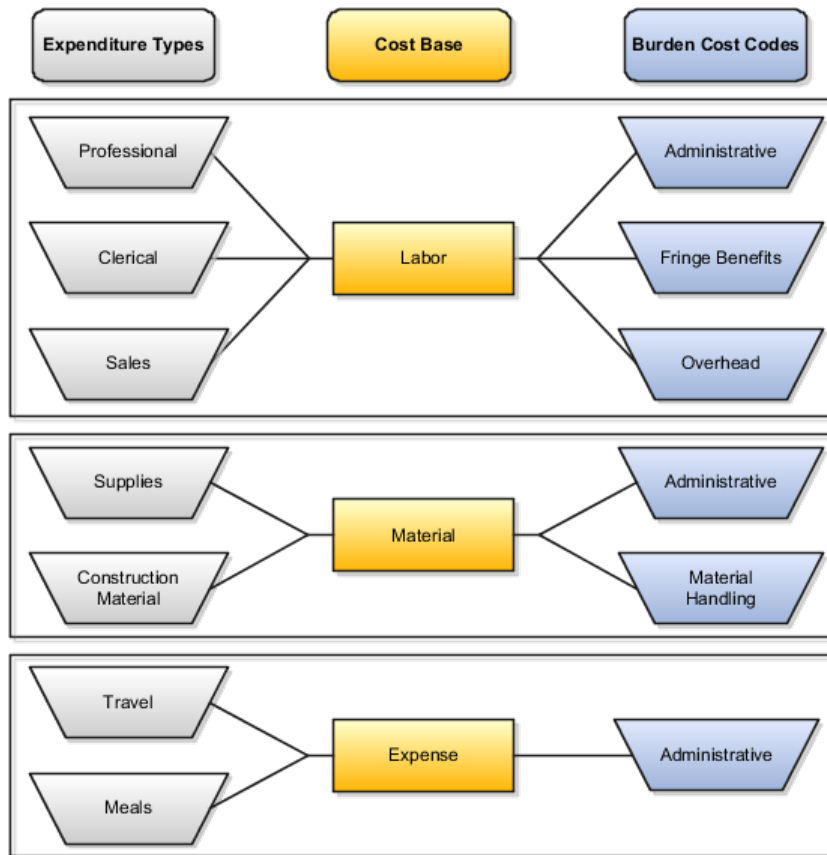 Expenditure Types
Cost Base
Burden Cost Codes
Professional
Administrative
Clerical
Labor
Fringe Benefits
Sales
Overhead
Supplies
Administrative
Material
Construction
Material
Material
Handling
Travel
Expense
Administrative
Meals